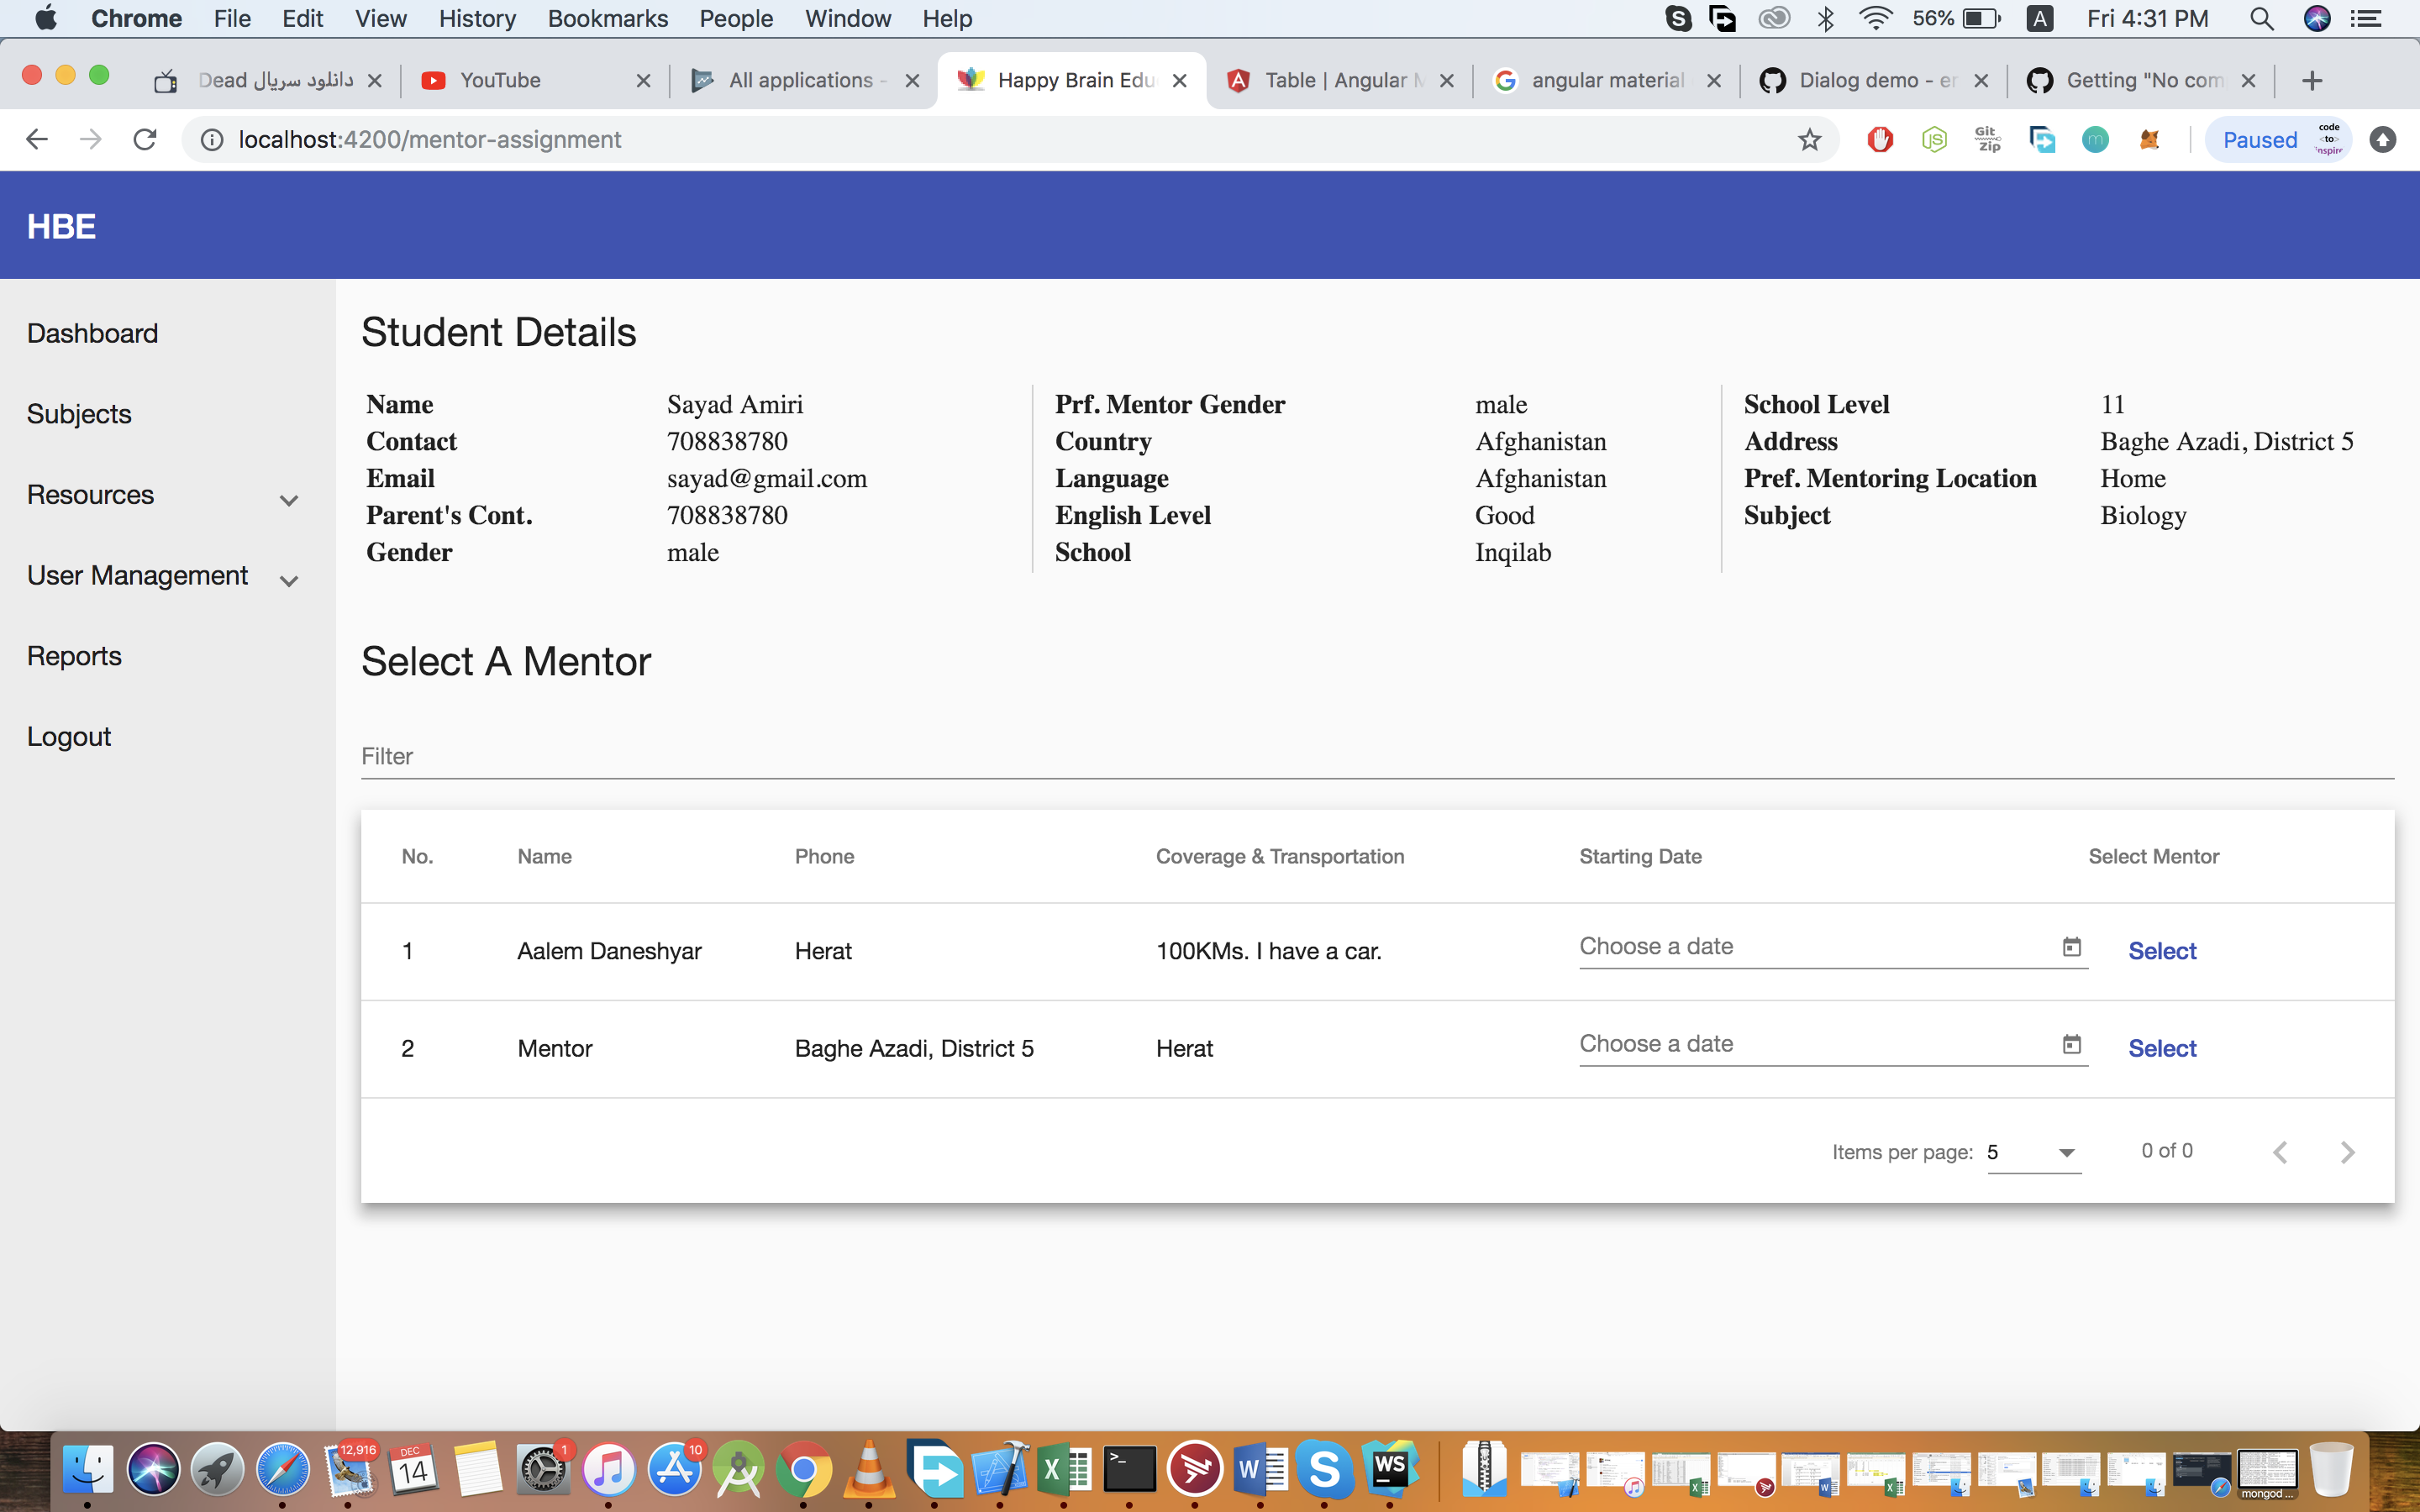 Chrome File Edit View History Bookmarks People Window Help 56% A Fri 4:31 PM
دانلود سریال Dead YouTube All applications - Happy Brain Edu Table | Angular M angular material Dialog demo - er Getting "No com
localhost:4200/mentor-assignment Git Zip m Paused code <to> inspire
HBE
Dashboard
Subjects
Resources
User Management
Reports
Logout
Student Details
Name Sayad Amiri Prf. Mentor Gender male School Level 11
Contact 708838780 Country Afghanistan Address Baghe Azadi, District 5
Email sayad@gmail.com Language Afghanistan Pref. Mentoring Location Home
Parent's Cont. 708838780 English Level Good Subject Biology
Gender male School Inqilab
Select A Mentor
Filter
No. Name Phone Coverage & Transportation Starting Date Select Mentor
1 Aalem Daneshyar Herat 100KMs. I have a car. Choose a date Select
2 Mentor Baghe Azadi, District 5 Herat Choose a date Select
Items per page: 5 0 of 0
12,916 DEC 14 1 10 X >_ W S WS mongod ...